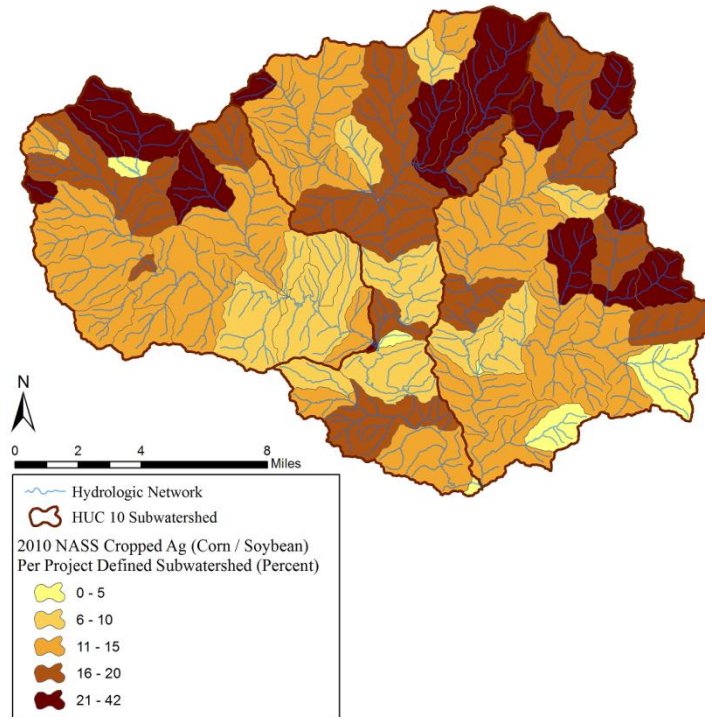 N
0 2 4 8
Miles
Hydrologic Network
HUC 10 Subwatershed
2010 NASS Cropped Ag (Corn / Soybean)
Per Project Defined Subwatershed (Percent)
0 - 5
6 - 10
11 - 15
16 - 20
21 - 42